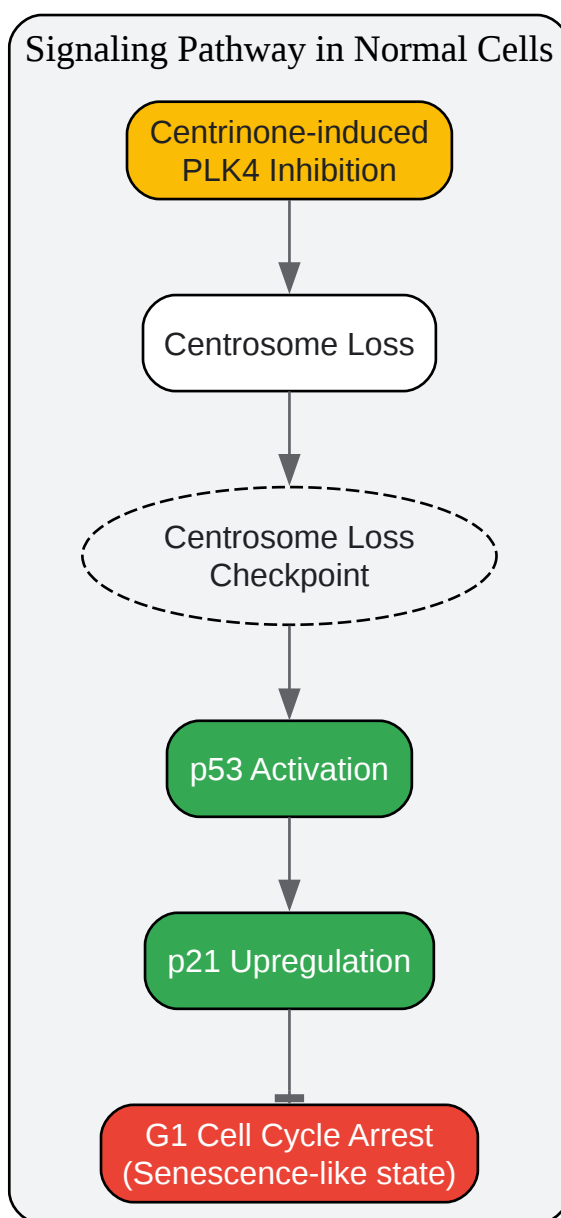 Signaling Pathway in Normal Cells
Centrinone-induced
PLK4 Inhibition
Centrosome Loss
Centrosome Loss
Checkpoint
p53 Activation
p21 Upregulation
G1 Cell Cycle Arrest
(Senescence-like state)